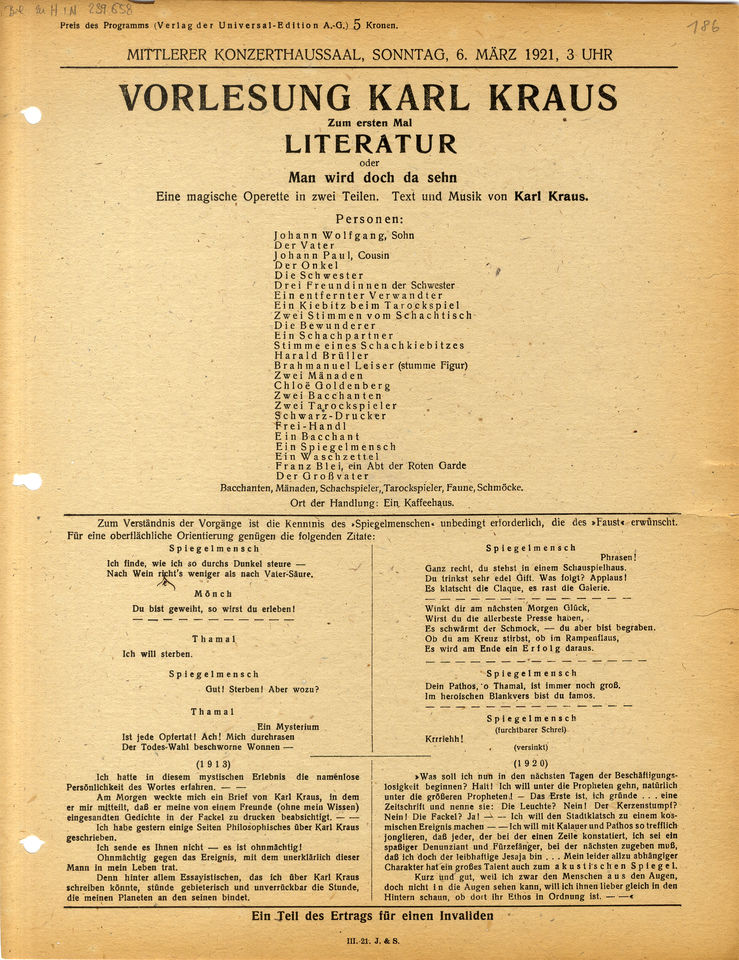 239658
186
Preis des Programms (Verlag der Universal-Edition A.-G.) 5 Kronen.
MITTLERER KONZERTHAUSSAAL, SONNTAG, 6. MÄRZ 1921, 3 UHR
VORLESUNG KARL KRAUS
Zum ersten Mal
LITERATUR
oder
Man wird doch da sehn
Eine magische Operette in zwei Teilen. Text und Musik von Karl Kraus.
Personen:
Johann Wolfgang, Sohn
Der Vater
Johann Paul, Cousin
Der Onkel
Die Schwester
Drei Freundinnen der Schwester
Ein entfernter Verwandter
Ein Kiebitz beim Tarockspiel
Zwei Stimmen vom Schachtisch
Die Bewunderer
Ein Schachpartner
Stimme eines Schachkiebitzes
Harald Brüller
Brahmanuel Leiser (stumme Figur)
Zwei Mänaden
Chloë Goldenberg
Zwei Bacchanten
Zwei Tarockspieler
Schwarz-Drucker
Frei-Handl
Ein Bacchant
Ein Spiegelmensch
Ein Waschzettel
Franz Blei, ein Abt der Roten Garde
Der Großvater
Bacchanten, Mänaden, Schachspieler, Tarockspieler, Faune, Schmöcke.
Ort der Handlung: Ein Kaffeehaus.
Zum Verständnis der Vorgänge ist die Kenntnis des »Spiegelmenschen« unbedingt erforderlich, die des »Faust« erwünscht.
Für eine oberflächliche Orientierung genügen die folgenden Zitate:
Spiegelmensch
Ich finde, wie ich so durchs Dunkel steure —
Nach Wein riecht's weniger als nach Vater-Säure.
Mönch
Du bist geweiht, so wirst du erleben!
— — — — — — — — — — —
Thamal
Ich will sterben.
Spiegelmensch
Gut! Sterben! Aber wozu?
Thamal
Ein Mysterium
Ist jede Opfertat! Ach! Mich durchrasen
Der Todes-Wahl beschworne Wonnen —
Spiegelmensch
Phrasen!
Ganz recht, du stehst in einem Schauspielhaus.
Du trinkst sehr edel Gift. Was folgt? Applaus!
Es klatscht die Claque, es rast die Galerie.
— — — — — — — — — — — — —
Winkt dir am nächsten Morgen Glück,
Wirst du die allerbeste Presse haben,
Es schwärmt der Schmock, — du aber bist begraben.
Ob du am Kreuz stirbst, ob im Rampenflaus,
Es wird am Ende ein Erfolg daraus.
— — — — — — — — — — — — —
Spiegelmensch
Dein Pathos, o Thamal, ist immer noch groß.
Im heroischen Blankvers bist du famos.
— — — — — — — — — — — — —
Spiegelmensch
(furchtbarer Schrei)
Krrriehh!
(versinkt)
(1913)
Ich hatte in diesem mystischen Erlebnis die namenlose
Persönlichkeit des Wortes erfahren. — —
Am Morgen weckte mich ein Brief von Karl Kraus, in dem
er mir mitteilt, daß er meine von einem Freunde (ohne mein Wissen)
eingesandten Gedichte in der Fackel zu drucken beabsichtigt. — —
Ich habe gestern einige Seiten Philosophisches über Karl Kraus
geschrieben.
Ich sende es Ihnen nicht — es ist ohnmächtig!
Ohnmächtig gegen das Ereignis, mit dem unerklärlich dieser
Mann in mein Leben trat.
Denn hinter allem Essayistischen, das ich über Karl Kraus
schreiben könnte, stünde gebieterisch und unverrückbar die Stunde,
die meinen Planeten an den seinen bindet.
(1920)
»Was soll ich nun in den nächsten Tagen der Beschäftigungs-
losigkeit beginnen? Halt! Ich will unter die Propheten gehn, natürlich
unter die größeren Propheten! — Das Erste ist, ich gründe . . . eine
Zeitschrift und nenne sie: Die Leuchte? Nein! Der Kerzenstumpf?
Nein! Die Fackel? Ja! — — Ich will den Stadtklatsch zu einem kos-
mischen Ereignis machen — — Ich will mit Kalauer und Pathos so trefflich
jonglieren, daß jeder, der bei der einen Zeile konstatiert, ich sei ein
spaßiger Denunziant und Fürzefänger, bei der nächsten zugeben muß,
daß ich doch der leibhaftige Jesaja bin . . . Mein leider allzu abhängiger
Charakter hat ein großes Talent auch zum akustischen Spiegel.
Kurz und gut, weil ich zwar den Menschen aus den Augen,
doch nicht in die Augen sehen kann, will ich ihnen lieber gleich in den
Hintern schaun, ob dort ihr Ethos in Ordnung ist. — —«
Ein Teil des Ertrags für einen Invaliden
III.-21. J. & S.